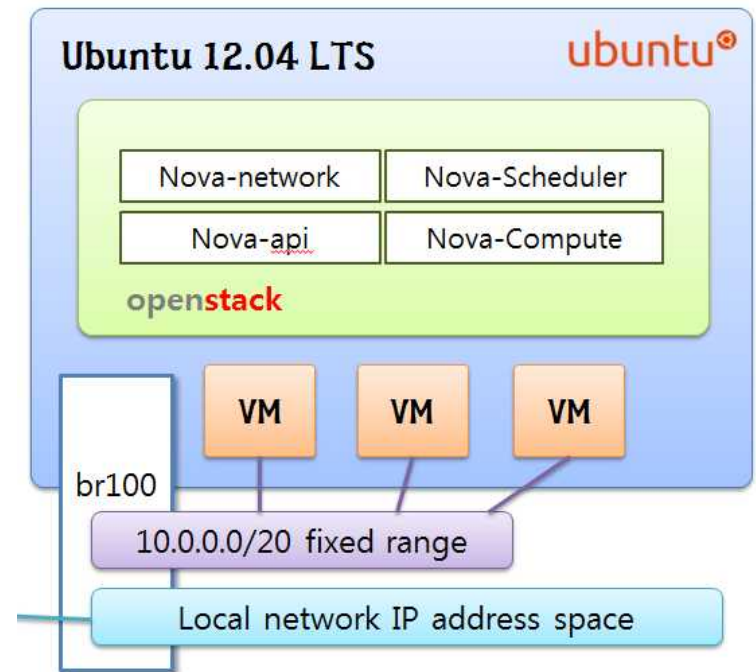 Ubuntu 12.04 LTS
ubuntu
Nova-network
Nova-Scheduler
Nova-api
Nova-Compute
openstack
VM
VM
VM
br100
10.0.0.0/20 fixed range
Local network IP address space